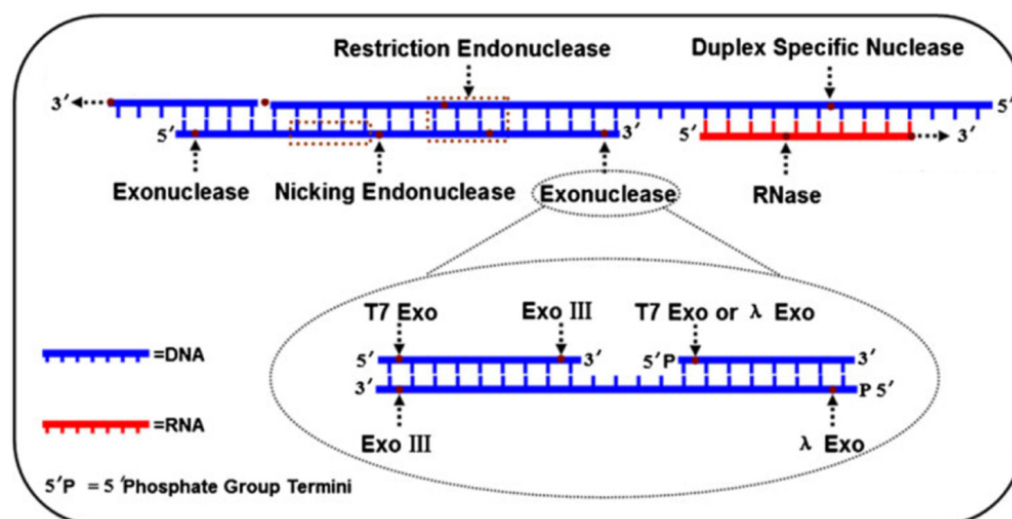 Restriction Endonuclease
Duplex Specific Nuclease
3′
5′
5′
3′
5′
3′
Exonuclease
Nicking Endonuclease
Exonuclease
RNase
T7 Exo
Exo III
T7 Exo or λ Exo
5′
3′
5′P
3′
3′
P 5′
Exo III
λ Exo
=DNA
=RNA
5′P = 5′Phosphate Group Termini